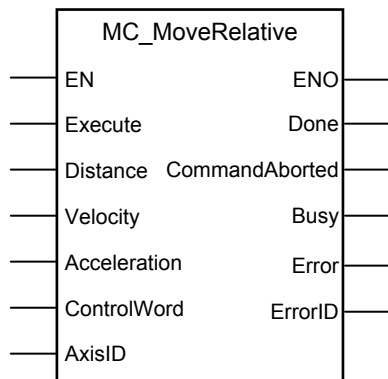 MC_MoveRelative
EN ENO
Execute Done
Distance CommandAborted
Velocity Busy
Acceleration Error
ControlWord ErrorID
AxisID